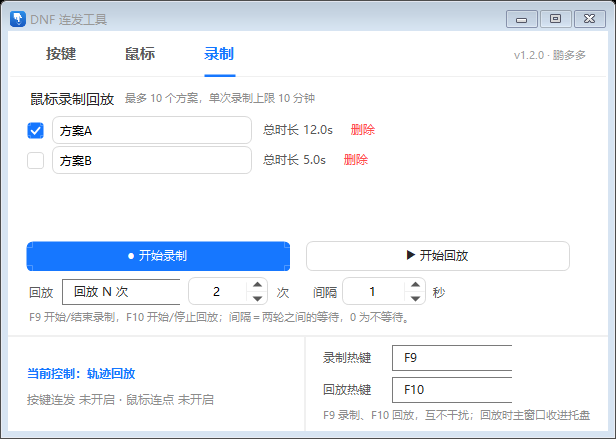 DNF 连发工具
按键 鼠标 录制 v1.2.0 · 鹏多多
鼠标录制回放 最多 10 个方案，单次录制上限 10 分钟
方案A 总时长 12.0s 删除
方案B 总时长 5.0s 删除
● 开始录制 ▶ 开始回放
回放 回放 N 次 2 次 间隔 1 秒
F9 开始/结束录制，F10 开始/停止回放；间隔＝两轮之间的等待，0 为不等待。
当前控制：轨迹回放
按键连发 未开启 · 鼠标连点 未开启
录制热键 F9
回放热键 F10
F9 录制、F10 回放，互不干扰；回放时主窗口收进托盘